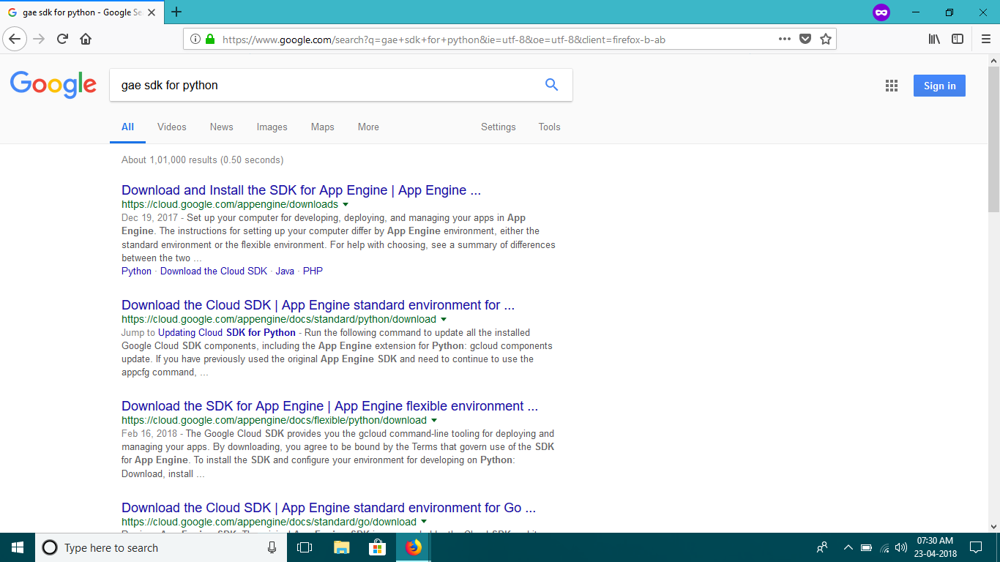 gae sdk for python - Google Se
https://www.google.com/search?q=gae+sdk+for+python&ie=utf-8&oe=utf-8&client=firefox-b-ab
Google
gae sdk for python
Sign in
All Videos News Images Maps More Settings Tools
About 1,01,000 results (0.50 seconds)
Download and Install the SDK for App Engine | App Engine ...
https://cloud.google.com/appengine/downloads
Dec 19, 2017 - Set up your computer for developing, deploying, and managing your apps in App
Engine. The instructions for setting up your computer differ by App Engine environment, either the
standard environment or the flexible environment. For help with choosing, see a summary of differences
between the two ...
Python · Download the Cloud SDK · Java · PHP
Download the Cloud SDK | App Engine standard environment for ...
https://cloud.google.com/appengine/docs/standard/python/download
Jump to Updating Cloud SDK for Python - Run the following command to update all the installed
Google Cloud SDK components, including the App Engine extension for Python: gcloud components
update. If you have previously used the original App Engine SDK and need to continue to use the
appcfg command, ...
Download the SDK for App Engine | App Engine flexible environment ...
https://cloud.google.com/appengine/docs/flexible/python/download
Feb 16, 2018 - The Google Cloud SDK provides you the gcloud command-line tooling for deploying and
managing your apps. By downloading, you agree to be bound by the Terms that govern use of the SDK
for App Engine. To install the SDK and configure your environment for developing on Python:
Download, install ...
Download the Cloud SDK | App Engine standard environment for Go ...
https://cloud.google.com/appengine/docs/standard/go/download
Type here to search
07:30 AM
23-04-2018